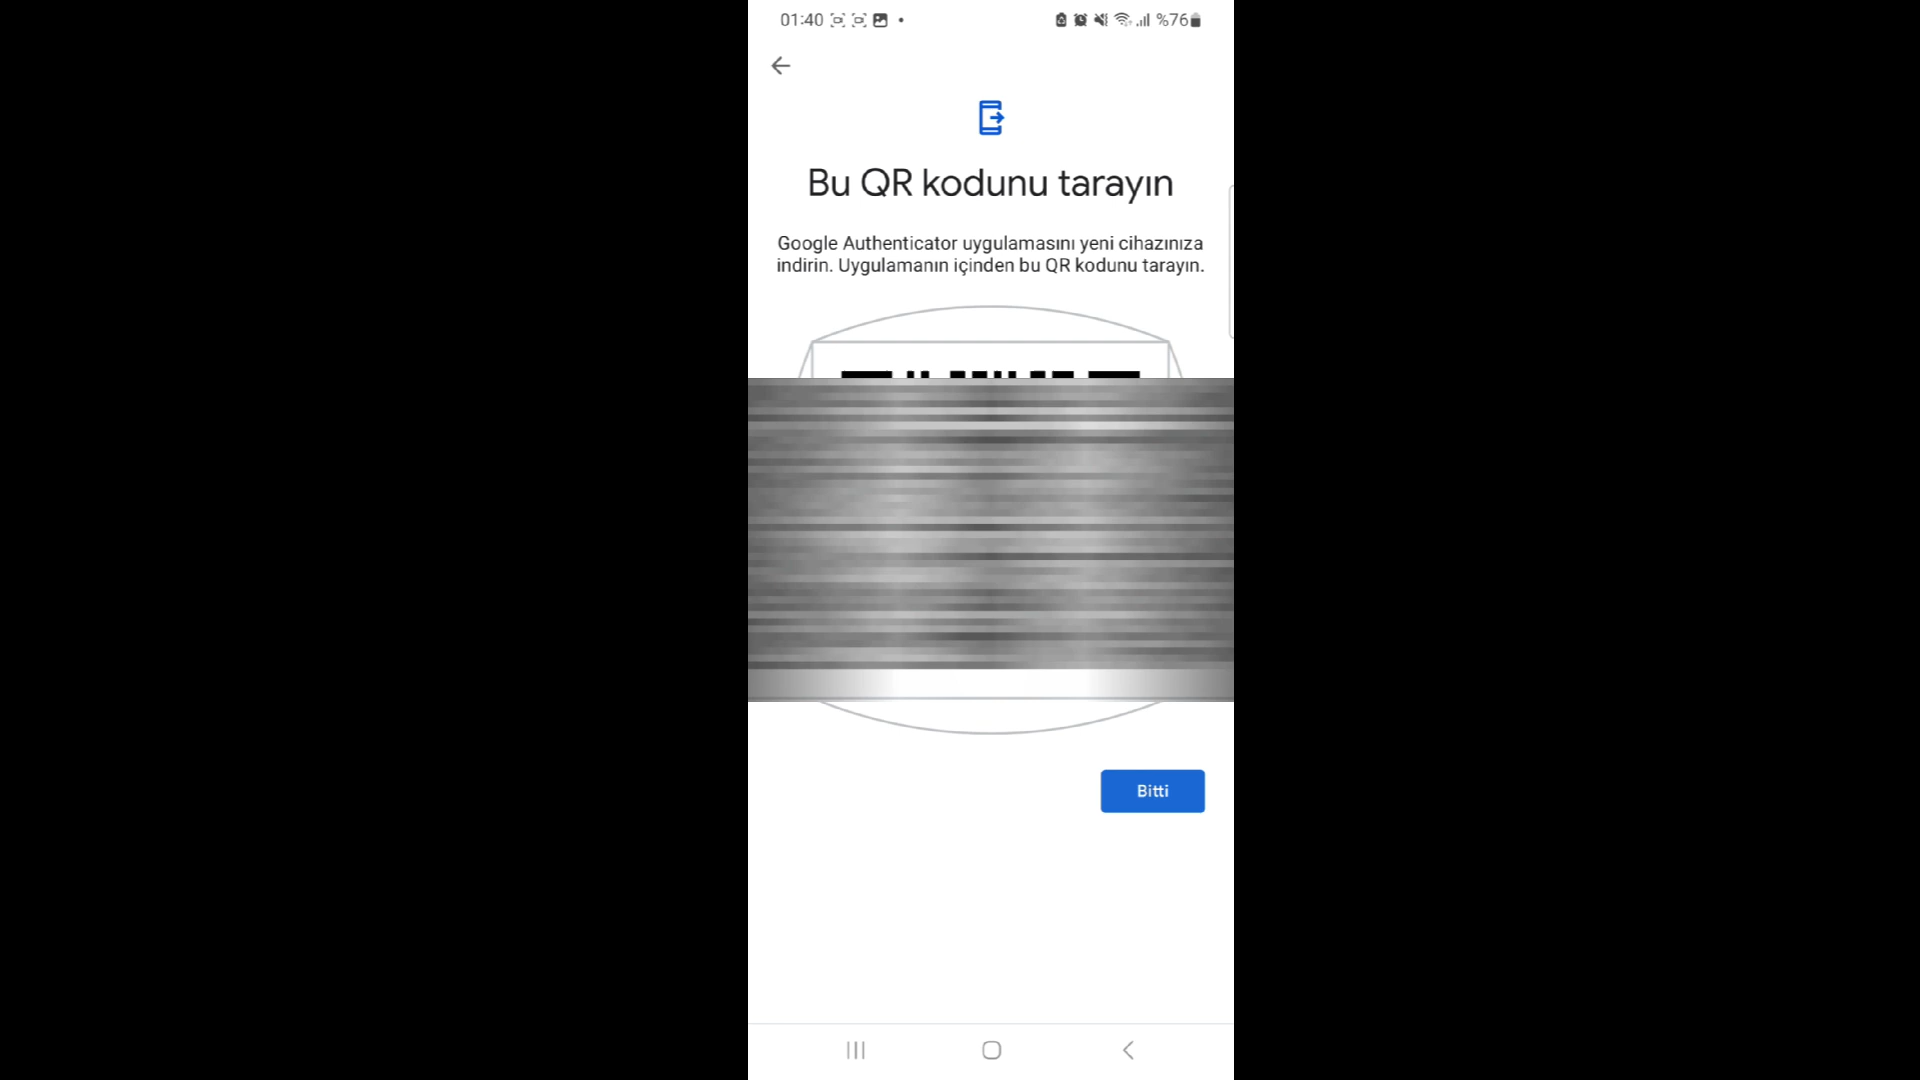 01:40
%76
Bu QR kodunu tarayın
Google Authenticator uygulamasını yeni cihazınıza
indirin. Uygulamanın içinden bu QR kodunu tarayın.
Bitti